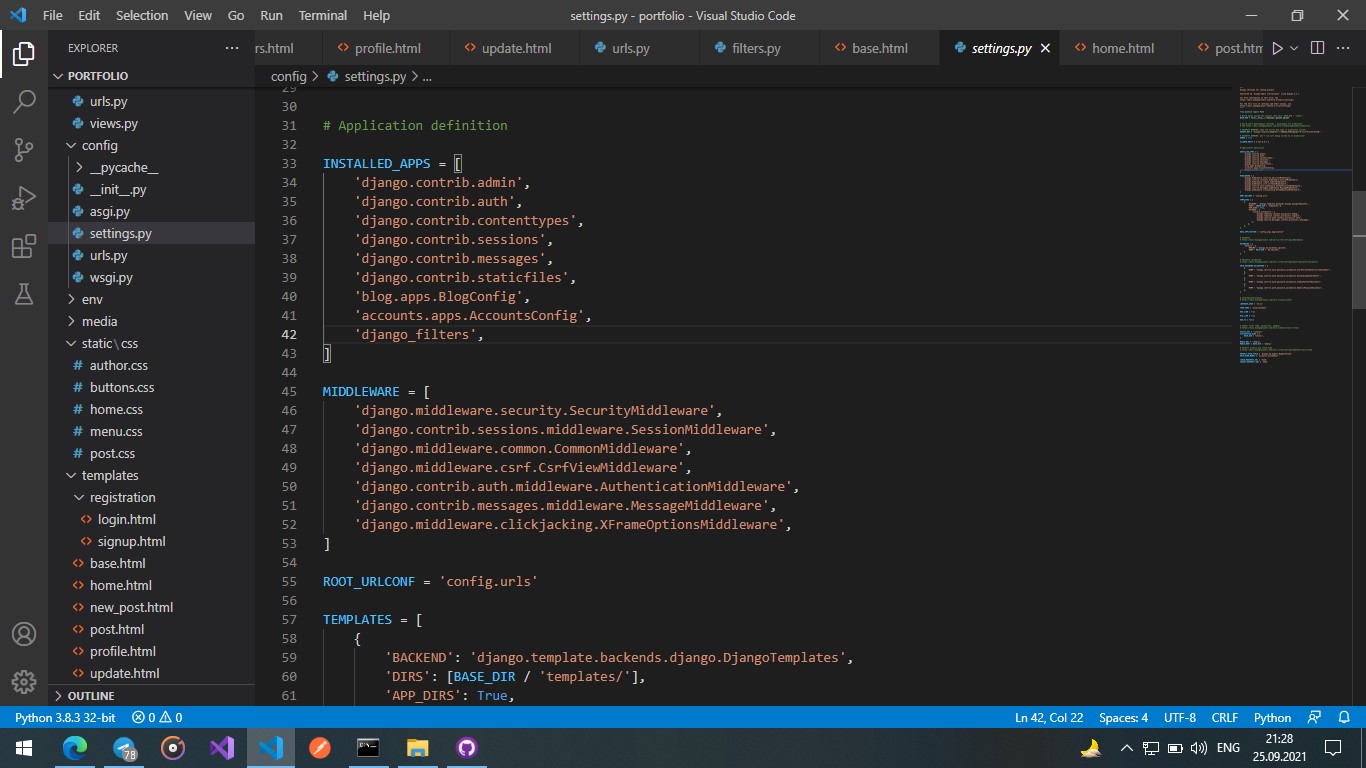 File Edit Selection View Go Run Terminal Help settings.py - portfolio - Visual Studio Code
EXPLORER
rs.html profile.html update.html urls.py filters.py base.html settings.py home.html post.htm
PORTFOLIO
urls.py
views.py
config
__pycache__
__init__.py
asgi.py
settings.py
urls.py
wsgi.py
env
media
static\css
author.css
buttons.css
home.css
menu.css
post.css
templates
registration
login.html
signup.html
base.html
home.html
new_post.html
post.html
profile.html
update.html
OUTLINE
config > settings.py > ...
29
30
31 # Application definition
32
33 INSTALLED_APPS = [
34 'django.contrib.admin',
35 'django.contrib.auth',
36 'django.contrib.contenttypes',
37 'django.contrib.sessions',
38 'django.contrib.messages',
39 'django.contrib.staticfiles',
40 'blog.apps.BlogConfig',
41 'accounts.apps.AccountsConfig',
42 'django_filters',
43 ]
44
45 MIDDLEWARE = [
46 'django.middleware.security.SecurityMiddleware',
47 'django.contrib.sessions.middleware.SessionMiddleware',
48 'django.middleware.common.CommonMiddleware',
49 'django.middleware.csrf.CsrfViewMiddleware',
50 'django.contrib.auth.middleware.AuthenticationMiddleware',
51 'django.contrib.messages.middleware.MessageMiddleware',
52 'django.middleware.clickjacking.XFrameOptionsMiddleware',
53 ]
54
55 ROOT_URLCONF = 'config.urls'
56
57 TEMPLATES = [
58 {
59 'BACKEND': 'django.template.backends.django.DjangoTemplates',
60 'DIRS': [BASE_DIR / 'templates/'],
61 'APP_DIRS': True,
Python 3.8.3 32-bit 0 0 Ln 42, Col 22 Spaces: 4 UTF-8 CRLF Python
78 ENG 21:28
25.09.2021